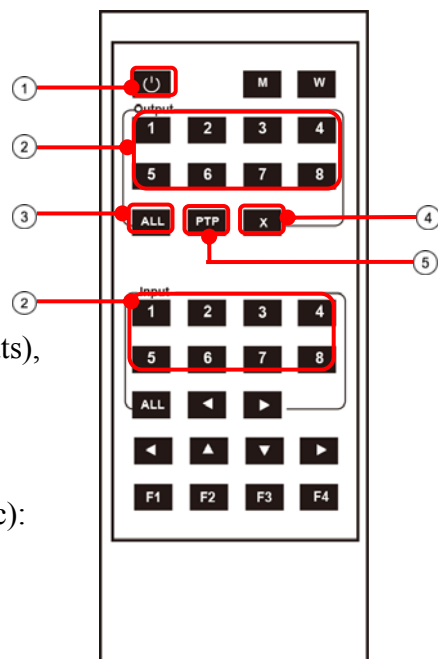 1
M W
Output
1 2 3 4
2
5 6 7 8
3 ALL PTP X 4
5
Input
2
1 2 3 4
ts),
5 6 7 8
ALL ◄ ►
◄ ▲ ▼ ►
F1 F2 F3 F4
c):